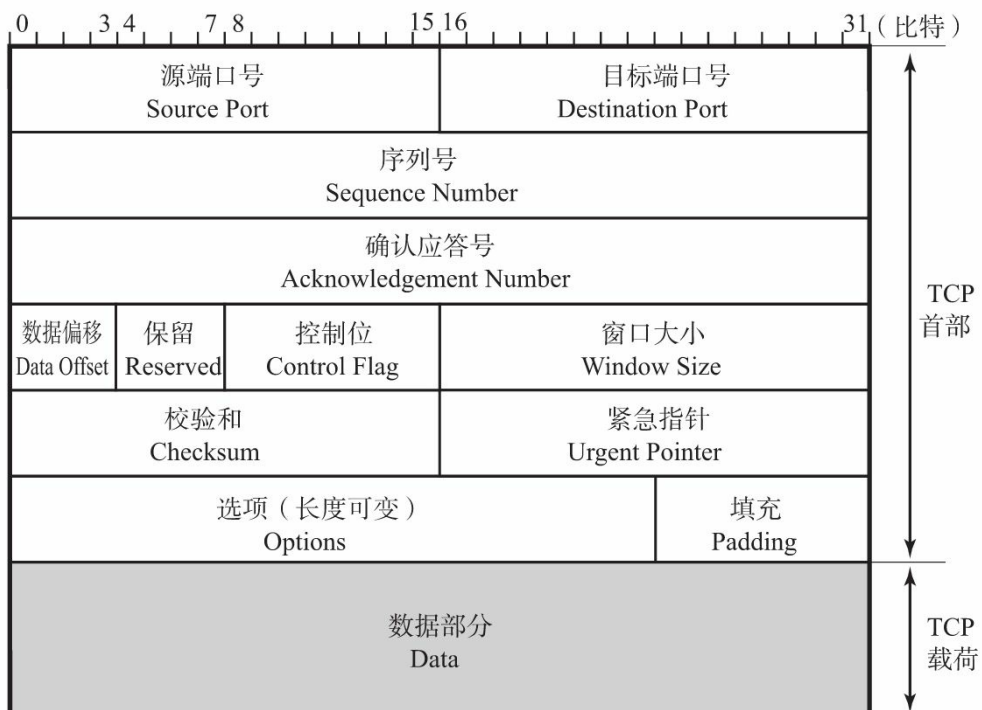 0 3 4 7 8 15 16 31（比特）
源端口号
Source Port
目标端口号
Destination Port
序列号
Sequence Number
确认应答号
Acknowledgement Number
数据偏移
Data Offset
保留
Reserved
控制位
Control Flag
窗口大小
Window Size
校验和
Checksum
紧急指针
Urgent Pointer
选项（长度可变）
Options
填充
Padding
TCP
首部
数据部分
Data
TCP
载荷